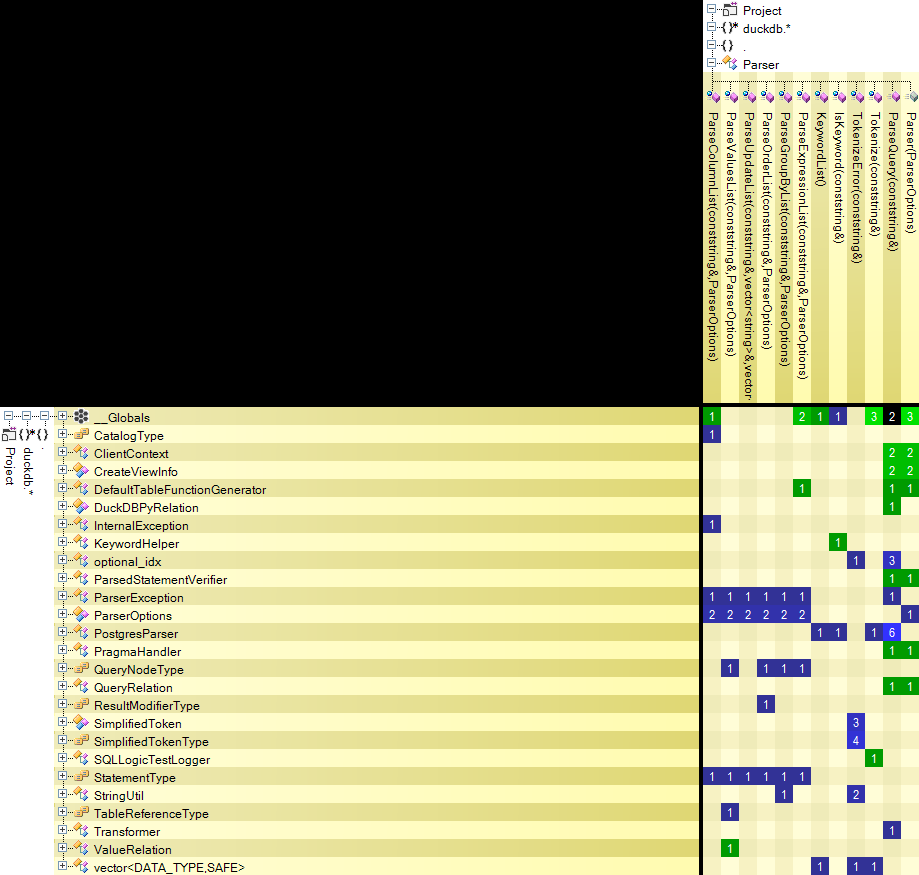 Project
duckdb.*
.
Parser
ParseColumnList(conststring&,ParserOptions)
ParseValuesList(conststring&,ParserOptions)
ParseUpdateList(conststring&,vector<string>&,vector·
ParseOrderList(conststring&,ParserOptions)
ParseGroupByList(conststring&,ParserOptions)
ParseExpressionList(conststring&,ParserOptions)
KeywordList()
IsKeyword(conststring&)
TokenizeError(conststring&)
Tokenize(conststring&)
ParseQuery(conststring&)
Parser(ParserOptions)
Project
duckdb.*
.
__Globals 1 2 1 1 3 2 3
CatalogType 1
ClientContext 2 2
CreateViewInfo 2 2
DefaultTableFunctionGenerator 1 1 1
DuckDBPyRelation 1
InternalException 1
KeywordHelper 1
optional_idx 1 3
ParsedStatementVerifier 1 1
ParserException 1 1 1 1 1 1 1
ParserOptions 2 2 2 2 2 2 1
PostgresParser 1 1 1 6
PragmaHandler 1 1
QueryNodeType 1 1 1 1
QueryRelation 1 1
ResultModifierType 1
SimplifiedToken 3
SimplifiedTokenType 4
SQLLogicTestLogger 1
StatementType 1 1 1 1 1 1
StringUtil 1 2
TableReferenceType 1
Transformer 1
ValueRelation 1
vector<DATA_TYPE,SAFE> 1 1 1